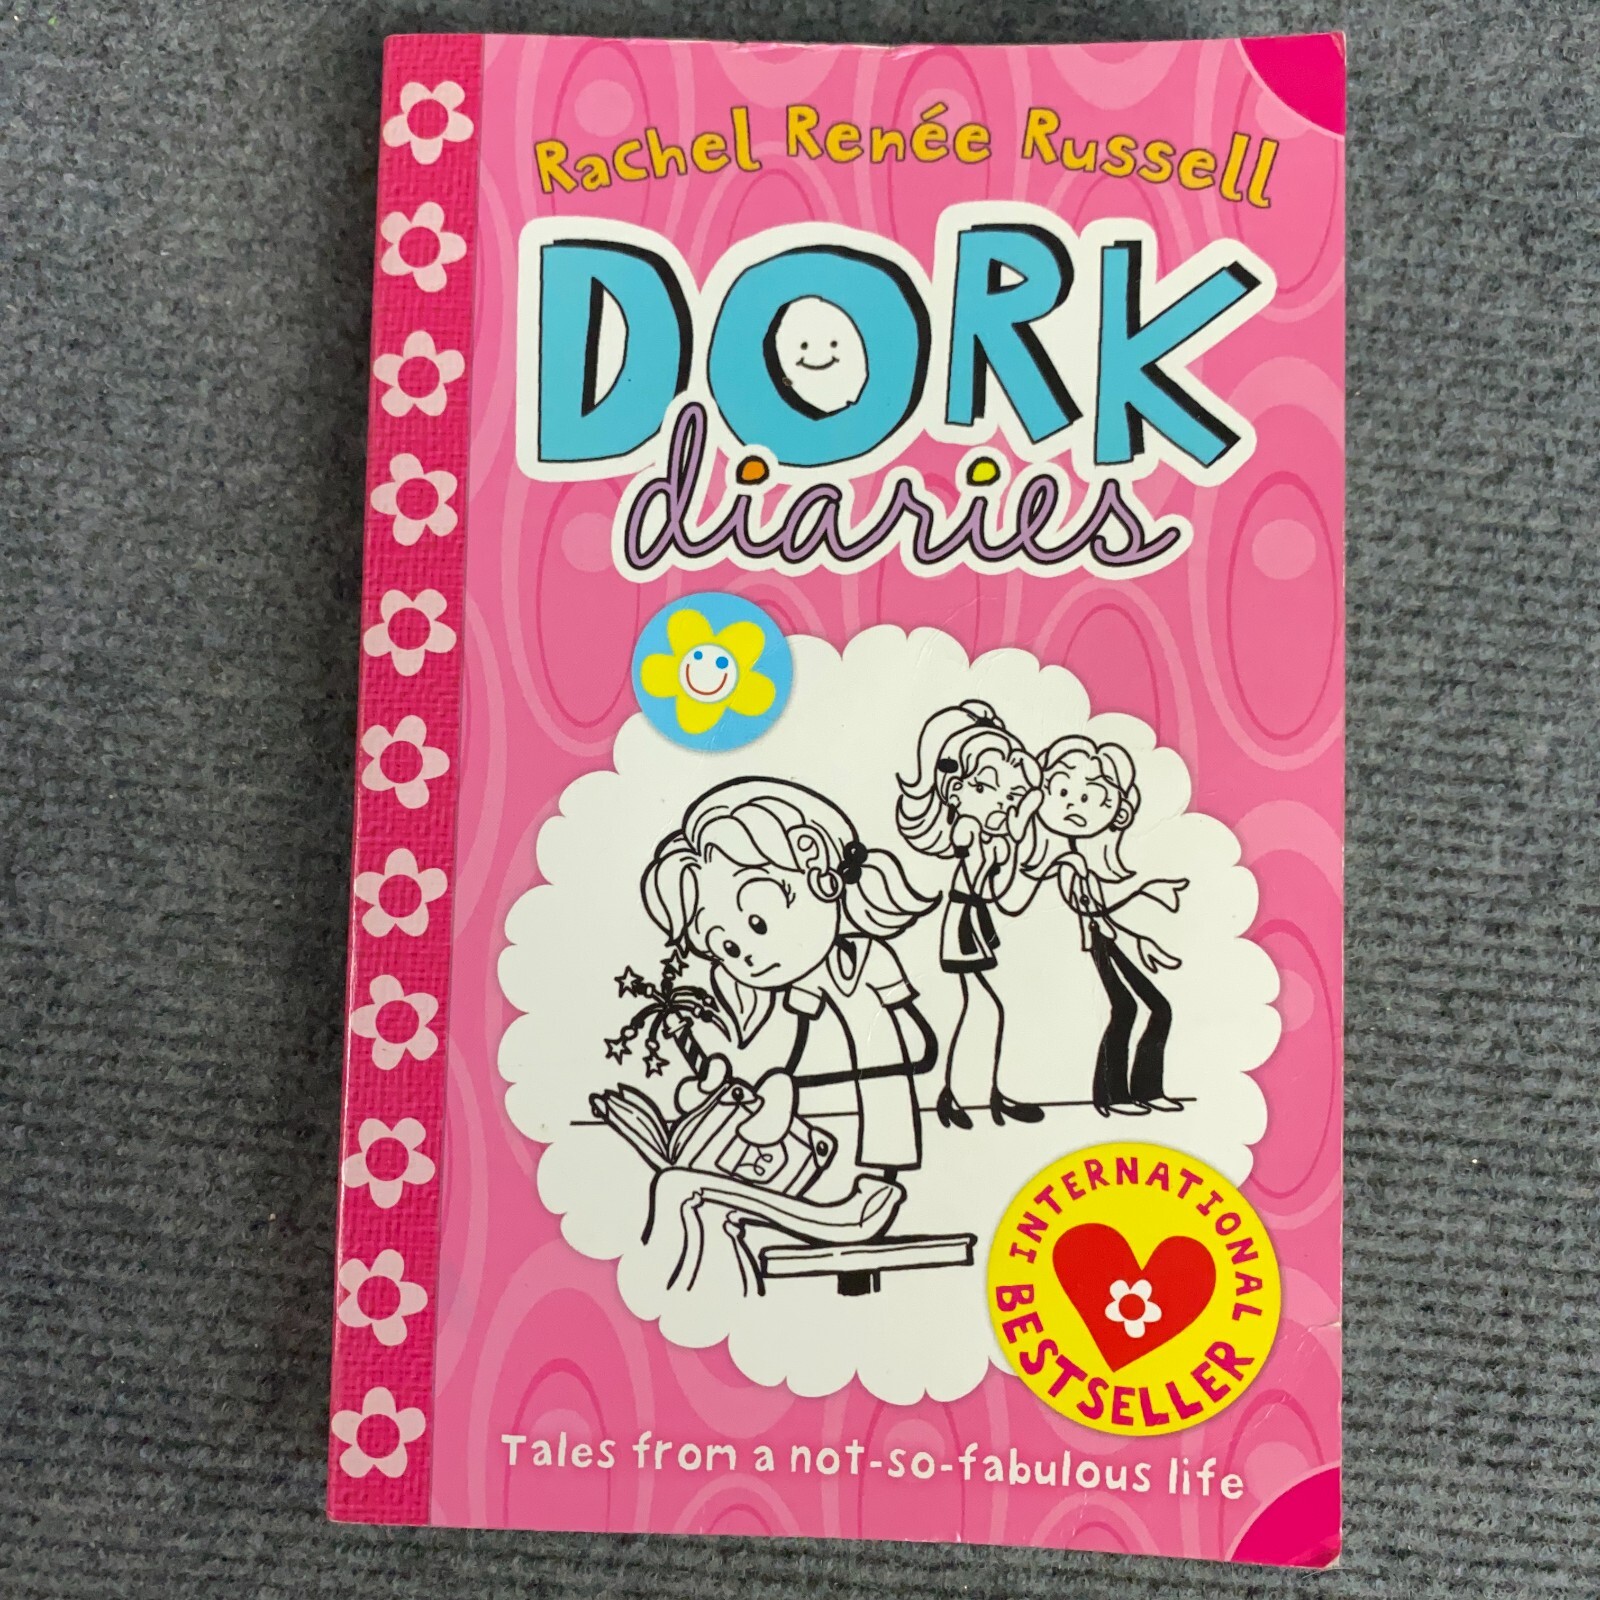 Rachel Renée Russell
DORK
diaries
INTERNATIONAL
BESTSELLER
Tales from a not-so-fabulous life